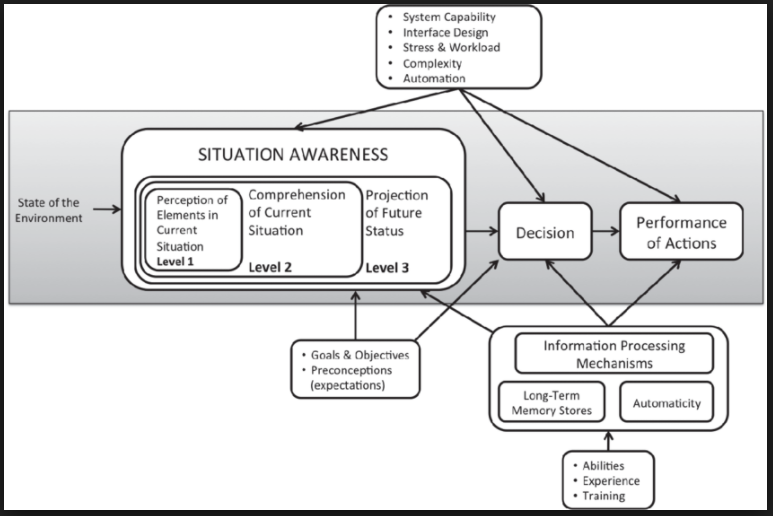 • System Capability
• Interface Design
• Stress & Workload
• Complexity
• Automation
SITUATION AWARENESS
State of the
Environment
Perception of
Elements in
Current
Situation
Level 1
Comprehension
of Current
Situation
Level 2
Projection
of Future
Status
Level 3
Decision
Performance
of Actions
• Goals & Objectives
• Preconceptions
(expectations)
Information Processing
Mechanisms
Long-Term
Memory Stores
Automaticity
• Abilities
• Experience
• Training